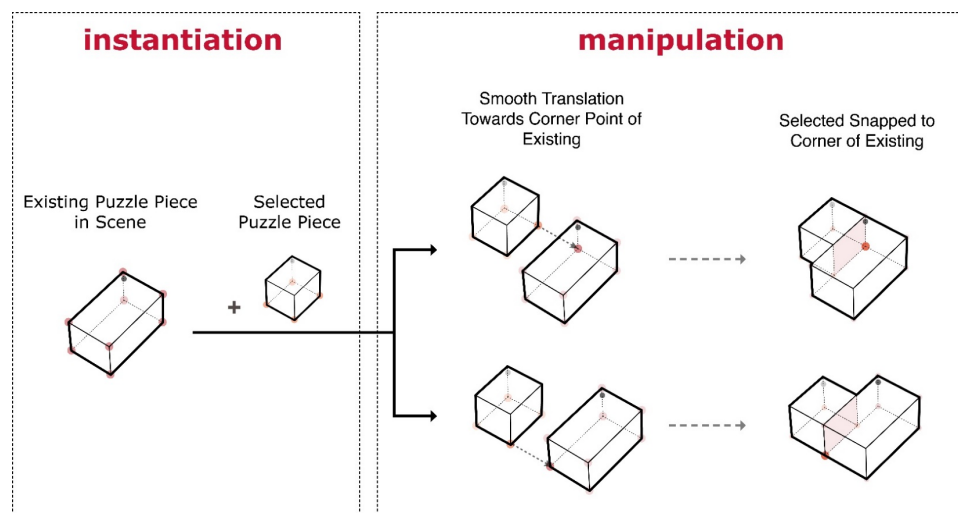 instantiation
manipulation
Smooth Translation
Towards Corner Point of
Existing
Selected Snapped to
Corner of Existing
Existing Puzzle Piece
in Scene
Selected
Puzzle Piece
+